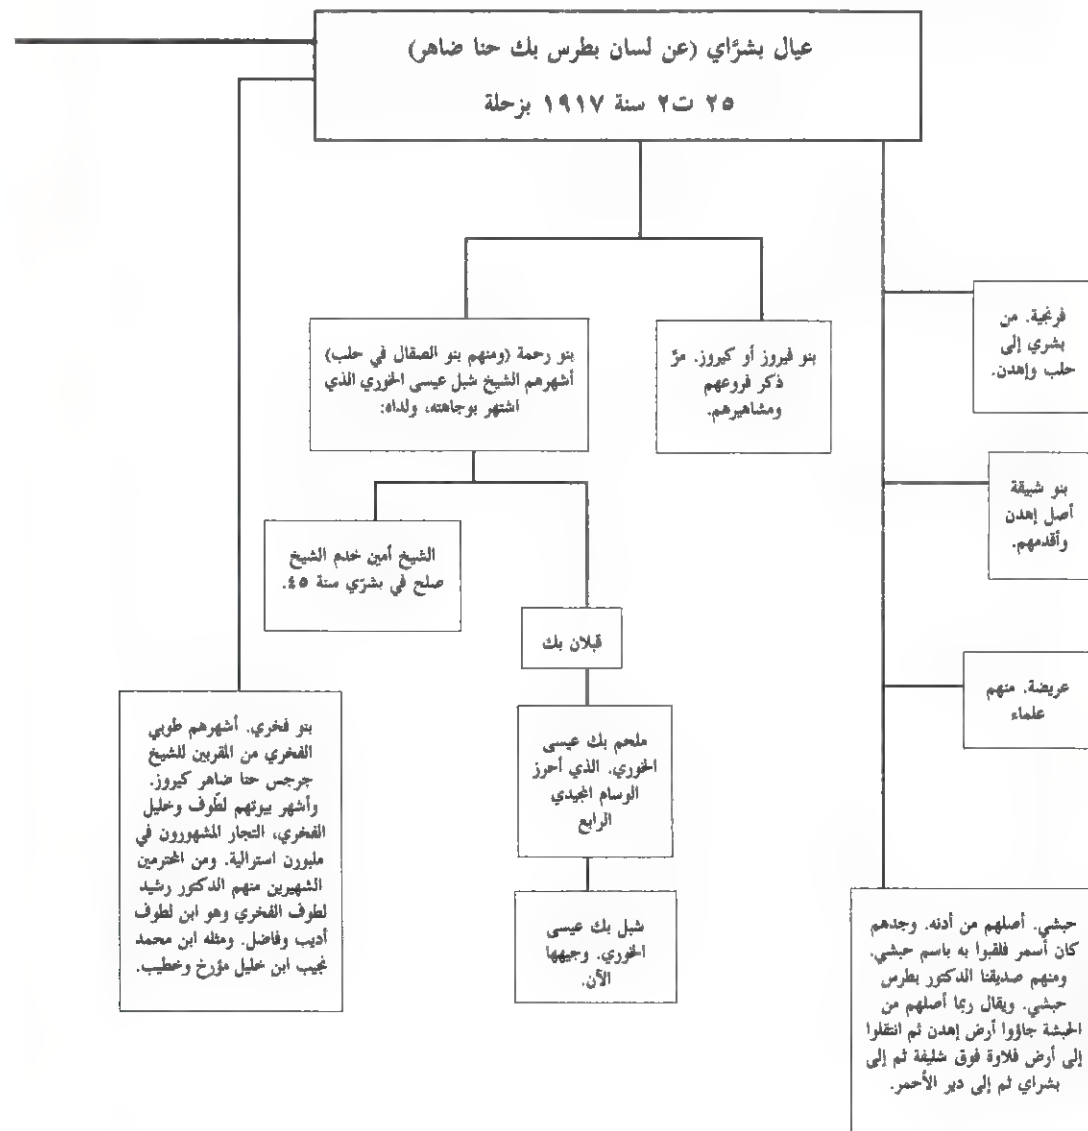 عيال بشرَّاي (عن لسان بطرس بك حنا ضاهر)
٢٥ ت٢ سنة ١٩١٧ بزحلة
فرنجية. من
بشري إلى
حلب وإهدن.
بنو فيروز أو كيروز. مرّ
ذكر فروعهم
ومشاهيرهم.
بنو رحمة (ومنهم بنو الصقال في حلب)
أشهرهم الشيخ شبل عيسى الخوري الذي
اشتهر بوجاهته، ولداه:
بنو شبيقة
أصل إهدن
وأقدمهم.
الشيخ أمين خدم الشيخ
صلح في بشرّي سنة ٤٥.
قبلان بك
عريضة. منهم
علماء
ملحم بك عيسى
الخوري. الذي أحرز
الوسام المجيدي
الرابع
بنو فخري. أشهرهم طوبي
الفخري من المقربين للشيخ
جرجس حنا ضاهر كيروز.
وأشهر بيوتهم لطّوف وخليل
الفخري، التجار المشهورون في
ملبورن استرالية. ومن المحترمين
الشهيرين منهم الدكتور رشيد
لطوف الفخري وهو ابن لطوف
أديب وفاضل. ومثله ابن محمد
نجيب ابن خليل مؤرخ وخطيب.
شبل بك عيسى
الخوري. وجيهها
الآن.
حبشي. أصلهم من أدنه. وجدهم
كان أسمر فلقبوا به باسم حبشي.
ومنهم صديقنا الدكتور بطرس
حبشي. ويقال ربما أصلهم من
الحبشة جاؤوا أرض إهدن ثم انتقلوا
إلى أرض فلاوة فوق شليفة ثم إلى
بشراي ثم إلى دير الأحمر.